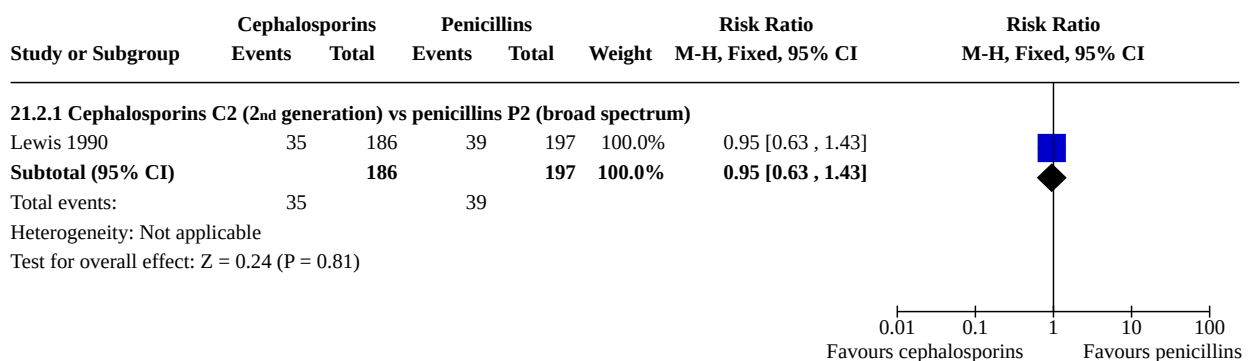 Cephalosporins Penicillins Risk Ratio Risk Ratio
Study or Subgroup Events Total Events Total Weight M-H, Fixed, 95% CI M-H, Fixed, 95% CI
21.2.1 Cephalosporins C2 (2nd generation) vs penicillins P2 (broad spectrum)
Lewis 1990 35 186 39 197 100.0% 0.95 [0.63 , 1.43]
Subtotal (95% CI) 186 197 100.0% 0.95 [0.63 , 1.43]
Total events: 35 39
Heterogeneity: Not applicable
Test for overall effect: Z = 0.24 (P = 0.81)
0.01 0.1 1 10 100
Favours cephalosporins Favours penicillins